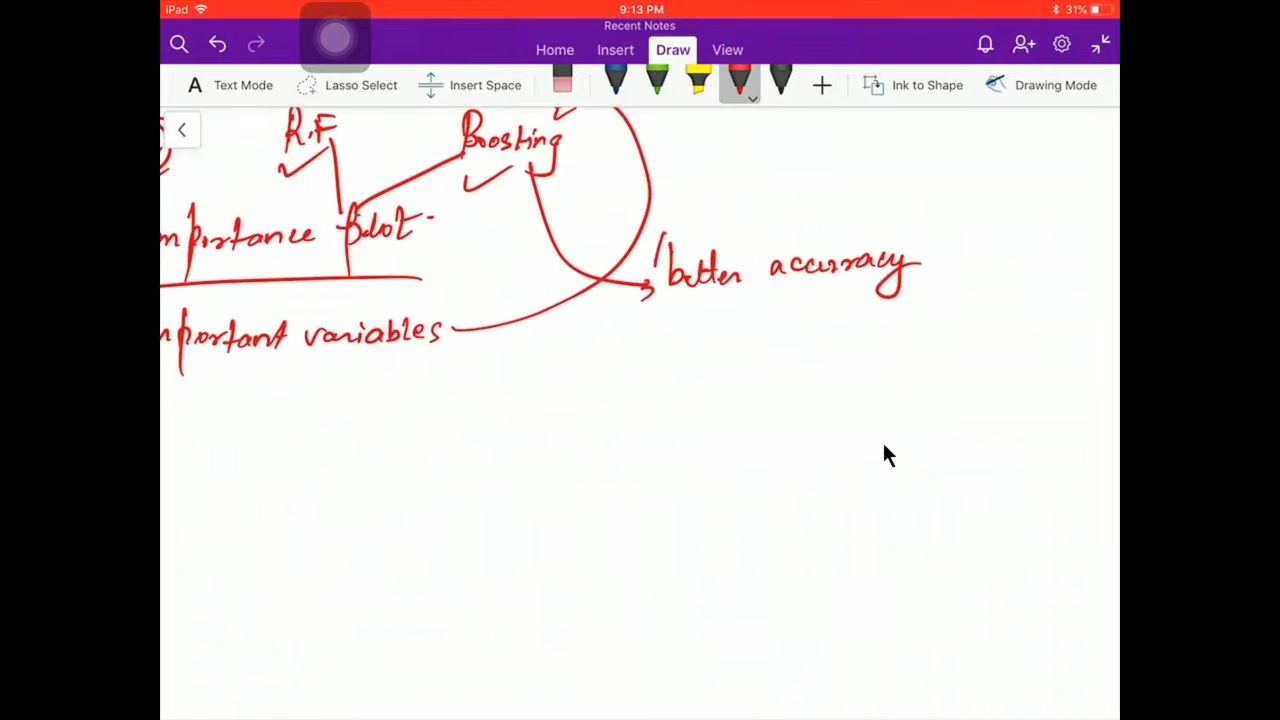 iPad 9:13 PM 31%
Recent Notes
Home Insert Draw View
A Text Mode Lasso Select Insert Space Ink to Shape Drawing Mode
R.F Boosting
mportance plot
better accuracy
mportant variables